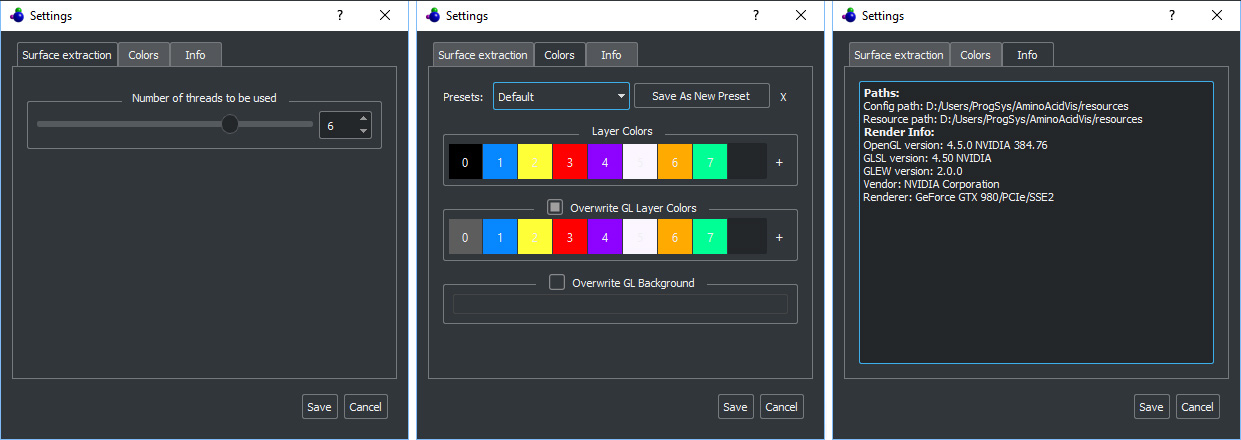 Settings ?
Surface extraction Colors Info
Number of threads to be used
6
Save Cancel
Settings ?
Surface extraction Colors Info
Presets: Default Save As New Preset X
Layer Colors
0 1 2 3 4 6 7 +
Overwrite GL Layer Colors
0 1 2 3 4 6 7 +
Overwrite GL Background
Save Cancel
Settings ?
Surface extraction Colors Info
Paths:
Config path: D:/Users/ProgSys/AminoAcidVis/resources
Resource path: D:/Users/ProgSys/AminoAcidVis/resources
Render Info:
OpenGL version: 4.5.0 NVIDIA 384.76
GLSL version: 4.50 NVIDIA
GLEW version: 2.0.0
Vendor: NVIDIA Corporation
Renderer: GeForce GTX 980/PCIe/SSE2
Save Cancel